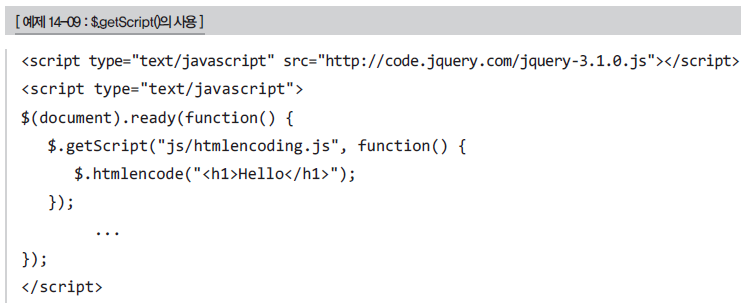 [ 예제 14-09 : $.getScript()의 사용 ]
<script type="text/javascript" src="http://code.jquery.com/jquery-3.1.0.js"></script>
<script type="text/javascript">
$(document).ready(function() {
   $.getScript("js/htmlencoding.js", function() {
      $.htmlencode("<h1>Hello</h1>");
   });
        ...
});
</script>